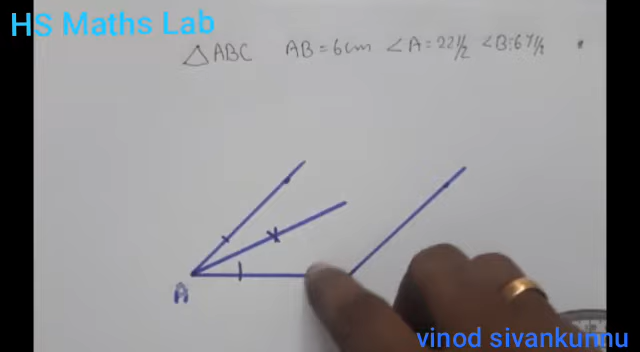 HS Maths Lab
△ABC AB = 6cm ∠A = 22½ ∠B = 67½
A
vinod sivankunnu